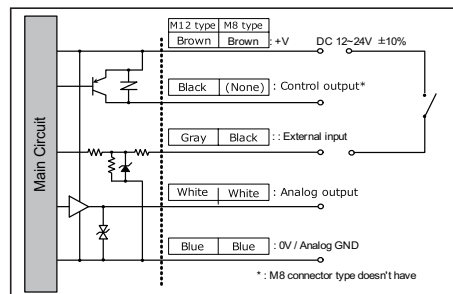 M12 type M8 type
Brown Brown : +V DC 12~24V ±10%
Black (None) : Control output*
Gray Black : : External input
White White : Analog output
Blue Blue : 0V / Analog GND
* : M8 connector type doesn't have
Main Circuit